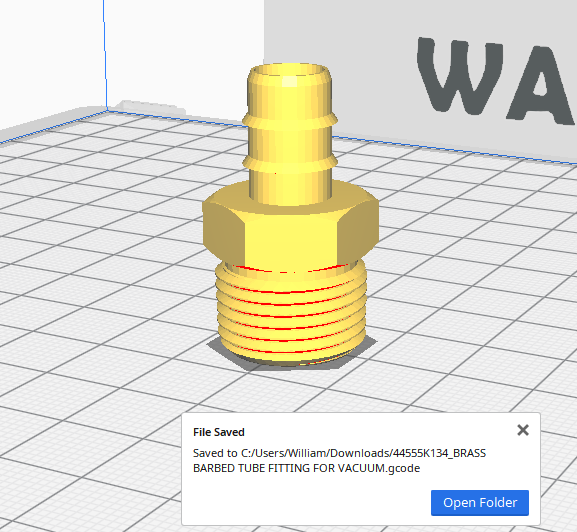 WA
File Saved
Saved to C:/Users/William/Downloads/44555K134_BRASS
BARBED TUBE FITTING FOR VACUUM.gcode
Open Folder